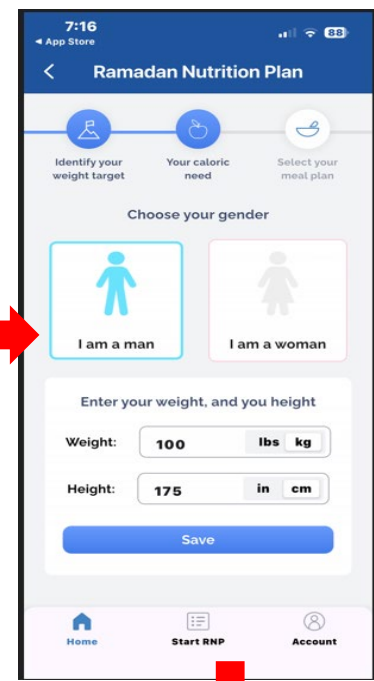 7:16
88
◄ App Store
Ramadan Nutrition Plan
Identify your
weight target
Your caloric
need
Select your
meal plan
Choose your gender
I am a man
I am a woman
Enter your weight, and you height
Weight: 100 lbs kg
Height: 175 in cm
Save
Home Start RNP Account